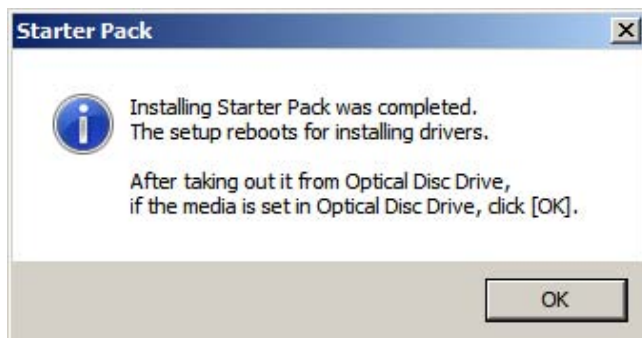 Starter Pack
Installing Starter Pack was completed.
The setup reboots for installing drivers.
After taking out it from Optical Disc Drive,
if the media is set in Optical Disc Drive, click [OK].
OK